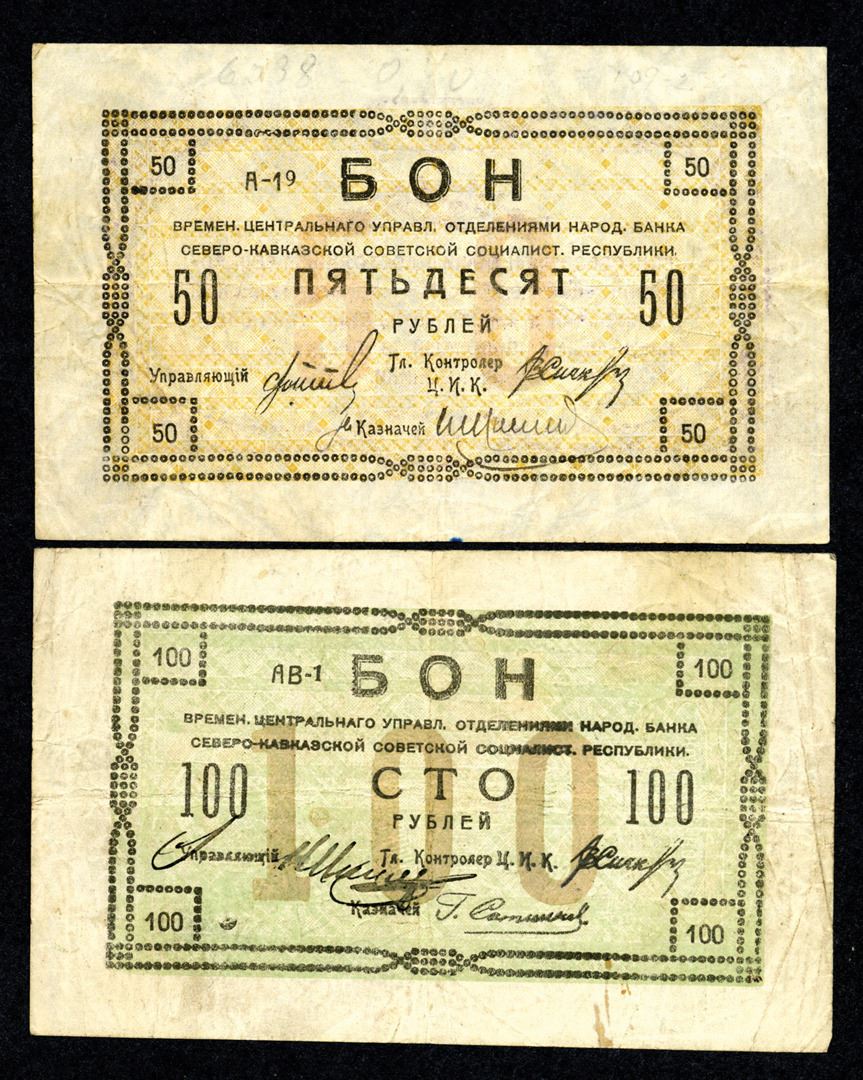 50 50
А-19 БОН
ВРЕМЕН. ЦЕНТРАЛЬНАГО УПРАВЛ. ОТДЕЛЕНИЯМИ НАРОД. БАНКА
СЕВЕРО-КАВКАЗСКОЙ СОВЕТСКОЙ СОЦИАЛИСТ. РЕСПУБЛИКИ.
50 ПЯТЬДЕСЯТ 50
РУБЛЕЙ
Управляющій Гл. Контролер
Ц. И. К.
Казначей
50 50
100 100
АВ-1 БОН
ВРЕМЕН. ЦЕНТРАЛЬНАГО УПРАВЛ. ОТДЕЛЕНИЯМИ НАРОД. БАНКА
СЕВЕРО-КАВКАЗСКОЙ СОВЕТСКОЙ СОЦИАЛИСТ. РЕСПУБЛИКИ.
100
100 СТО 100
РУБЛЕЙ
Управляющій Гл. Контролер Ц. И. К.
Казначей
100 100